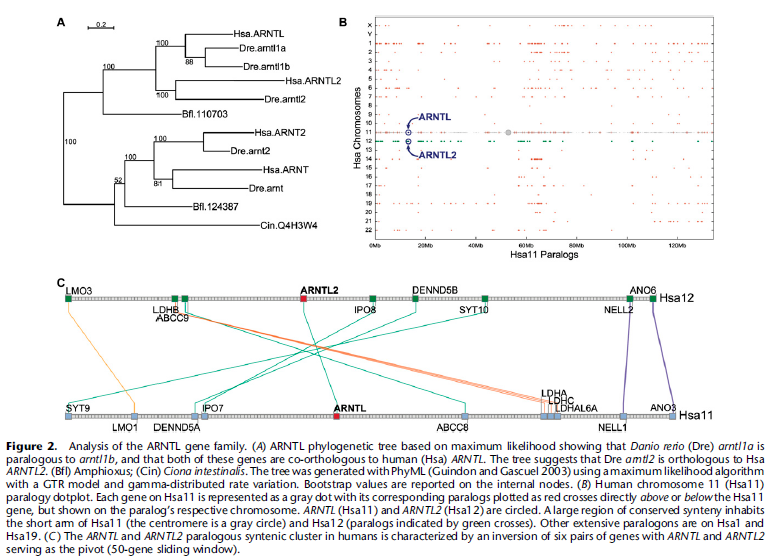 A
0.2
Hsa.ARNTL
100
Dre.arntl1a
88
Dre.arntl1b
100
Hsa.ARNTL2
100
Dre.arntl2
100
Bfl.110703
100
Hsa.ARNT2
100
Dre.arnt2
100
Hsa.ARNT
81
Dre.arnt
52
Bfl.124387
Cin.Q4H3W4
B
Hsa Chromosomes
X
Y
1
2
3
4
5
6
7
8
9
10
11
12
13
14
15
16
17
18
19
20
21
22
ARNTL
ARNTL2
0Mb 20Mb 40Mb 60Mb 80Mb 100Mb 120Mb
Hsa11 Paralogs
C
LMO3 ARNTL2 DENND5B ANO6
Hsa12
LDHB IPO8 SYT10 NELL2
ABCC9
LDHA
LDHC
SYT9 IPO7 ARNTL LDHAL6A ANO3
Hsa11
LMO1 DENND5A ABCC8 NELL1
Figure 2. Analysis of the ARNTL gene family. (A) ARNTL phylogenetic tree based on maximum likelihood showing that Danio rerio (Dre) arntl1a is
paralogous to arntl1b, and that both of these genes are co-orthologous to human (Hsa) ARNTL. The tree suggests that Dre arntl2 is orthologous to Hsa
ARNTL2. (Bfl) Amphioxus; (Cin) Ciona intestinalis. The tree was generated with PhyML (Guindon and Gascuel 2003) using a maximum likelihood algorithm
with a GTR model and gamma-distributed rate variation. Bootstrap values are reported on the internal nodes. (B) Human chromosome 11 (Hsa11)
paralogy dotplot. Each gene on Hsa11 is represented as a gray dot with its corresponding paralogs plotted as red crosses directly above or below the Hsa11
gene, but shown on the paralog's respective chromosome. ARNTL (Hsa11) and ARNTL2 (Hsa12) are circled. A large region of conserved synteny inhabits
the short arm of Hsa11 (the centromere is a gray circle) and Hsa12 (paralogs indicated by green crosses). Other extensive paralogons are on Hsa1 and
Hsa19. (C) The ARNTL and ARNTL2 paralogous syntenic cluster in humans is characterized by an inversion of six pairs of genes with ARNTL and ARNTL2
serving as the pivot (50-gene sliding window).